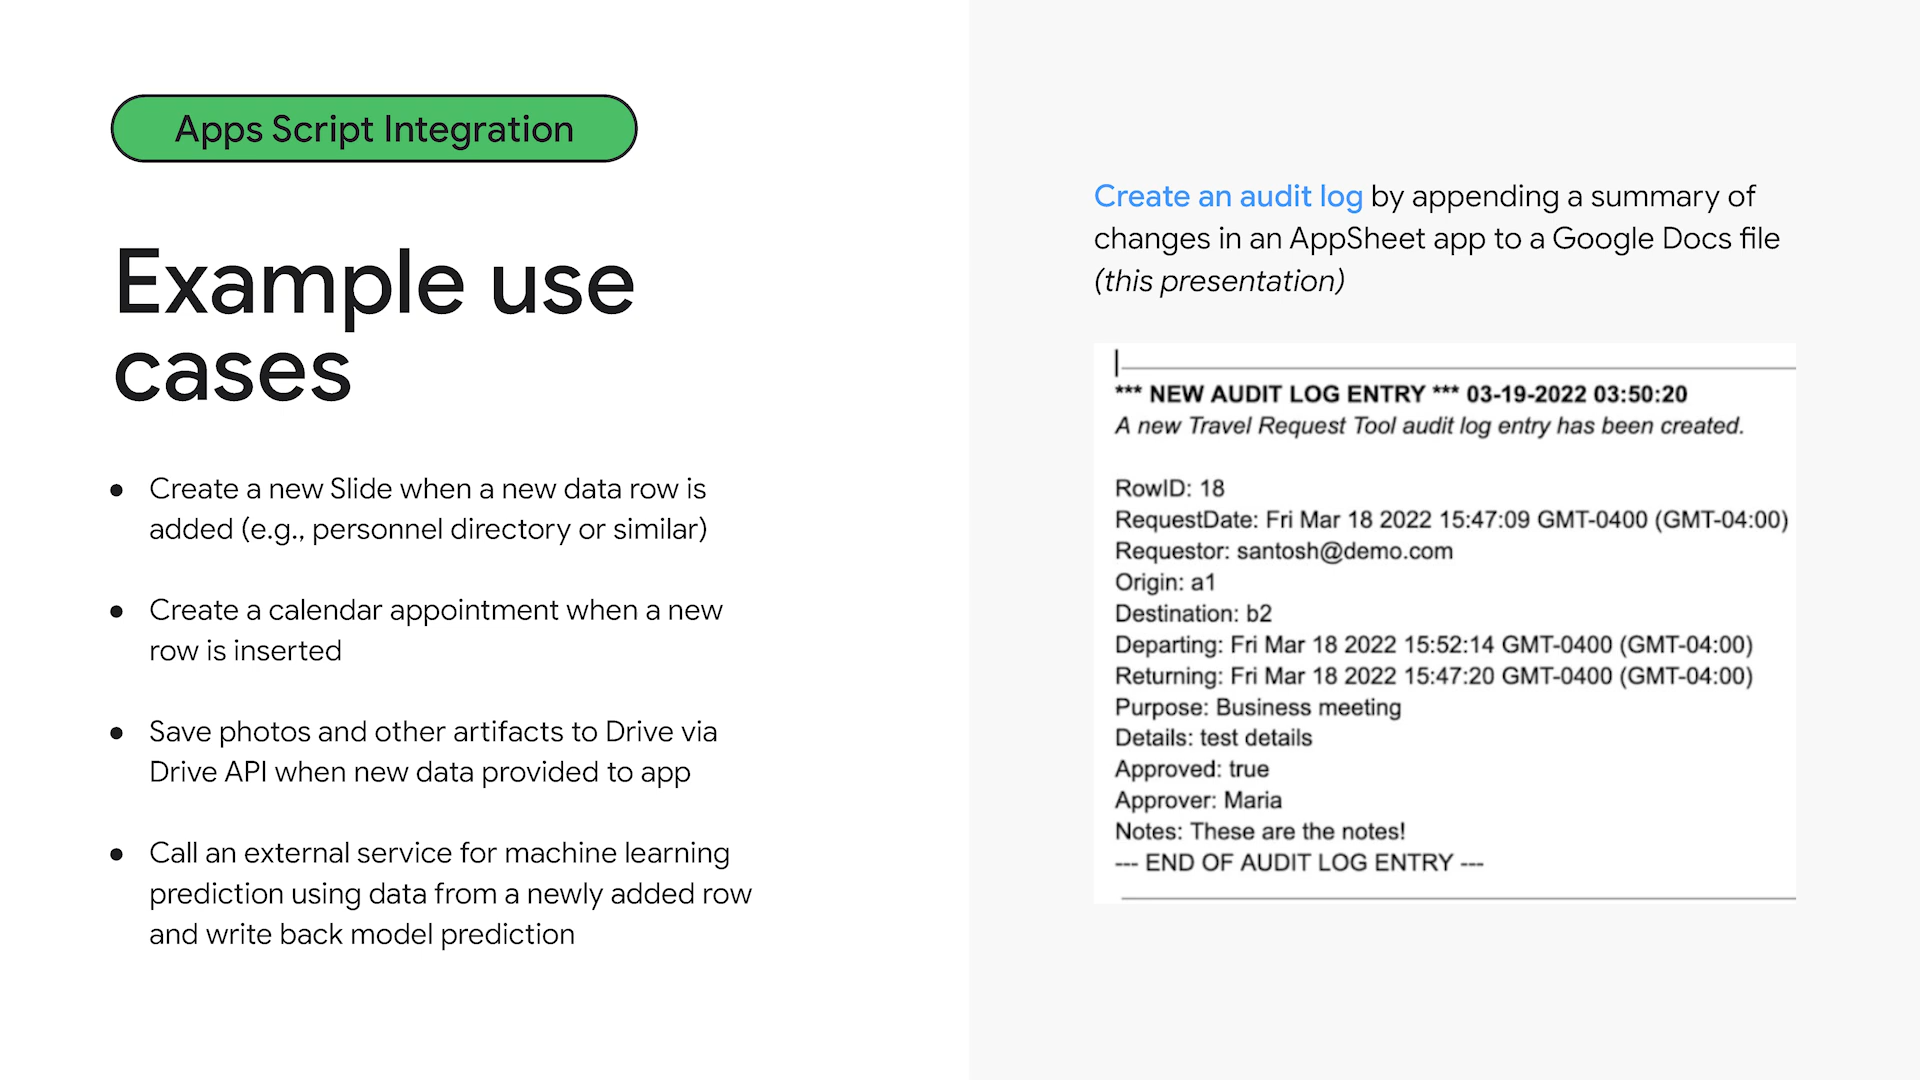 Apps Script Integration
Example use
cases
● Create a new Slide when a new data row is
added (e.g., personnel directory or similar)
● Create a calendar appointment when a new
row is inserted
● Save photos and other artifacts to Drive via
Drive API when new data provided to app
● Call an external service for machine learning
prediction using data from a newly added row
and write back model prediction
Create an audit log by appending a summary of
changes in an AppSheet app to a Google Docs file
(this presentation)
*** NEW AUDIT LOG ENTRY *** 03-19-2022 03:50:20
A new Travel Request Tool audit log entry has been created.
RowID: 18
RequestDate: Fri Mar 18 2022 15:47:09 GMT-0400 (GMT-04:00)
Requestor: santosh@demo.com
Origin: a1
Destination: b2
Departing: Fri Mar 18 2022 15:52:14 GMT-0400 (GMT-04:00)
Returning: Fri Mar 18 2022 15:47:20 GMT-0400 (GMT-04:00)
Purpose: Business meeting
Details: test details
Approved: true
Approver: Maria
Notes: These are the notes!
--- END OF AUDIT LOG ENTRY ---